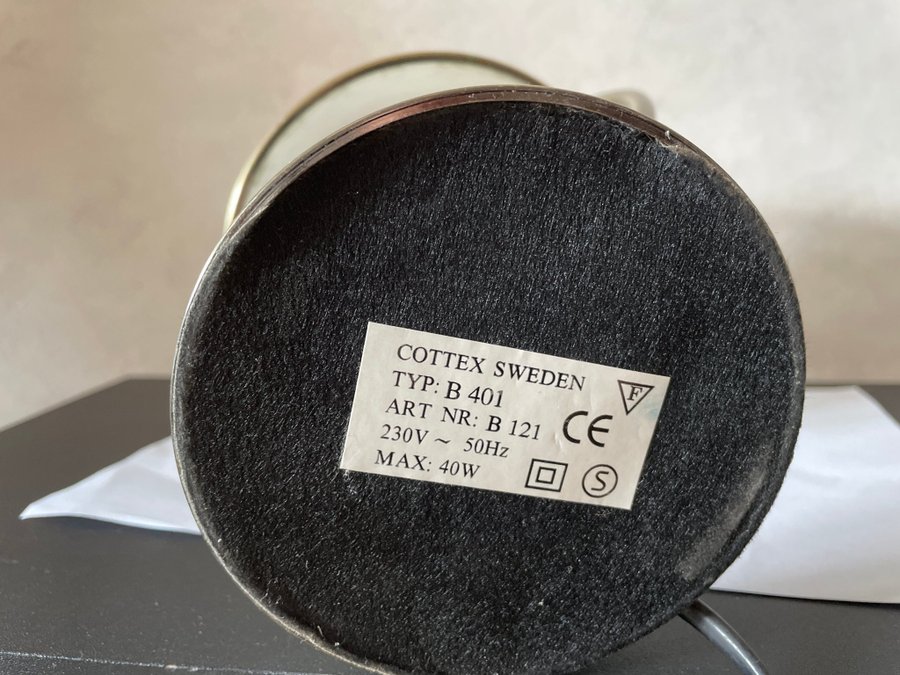 COTTEX SWEDEN
TYP: B 401
ART NR: B 121
230V ~ 50Hz
MAX: 40W
F
CE
S